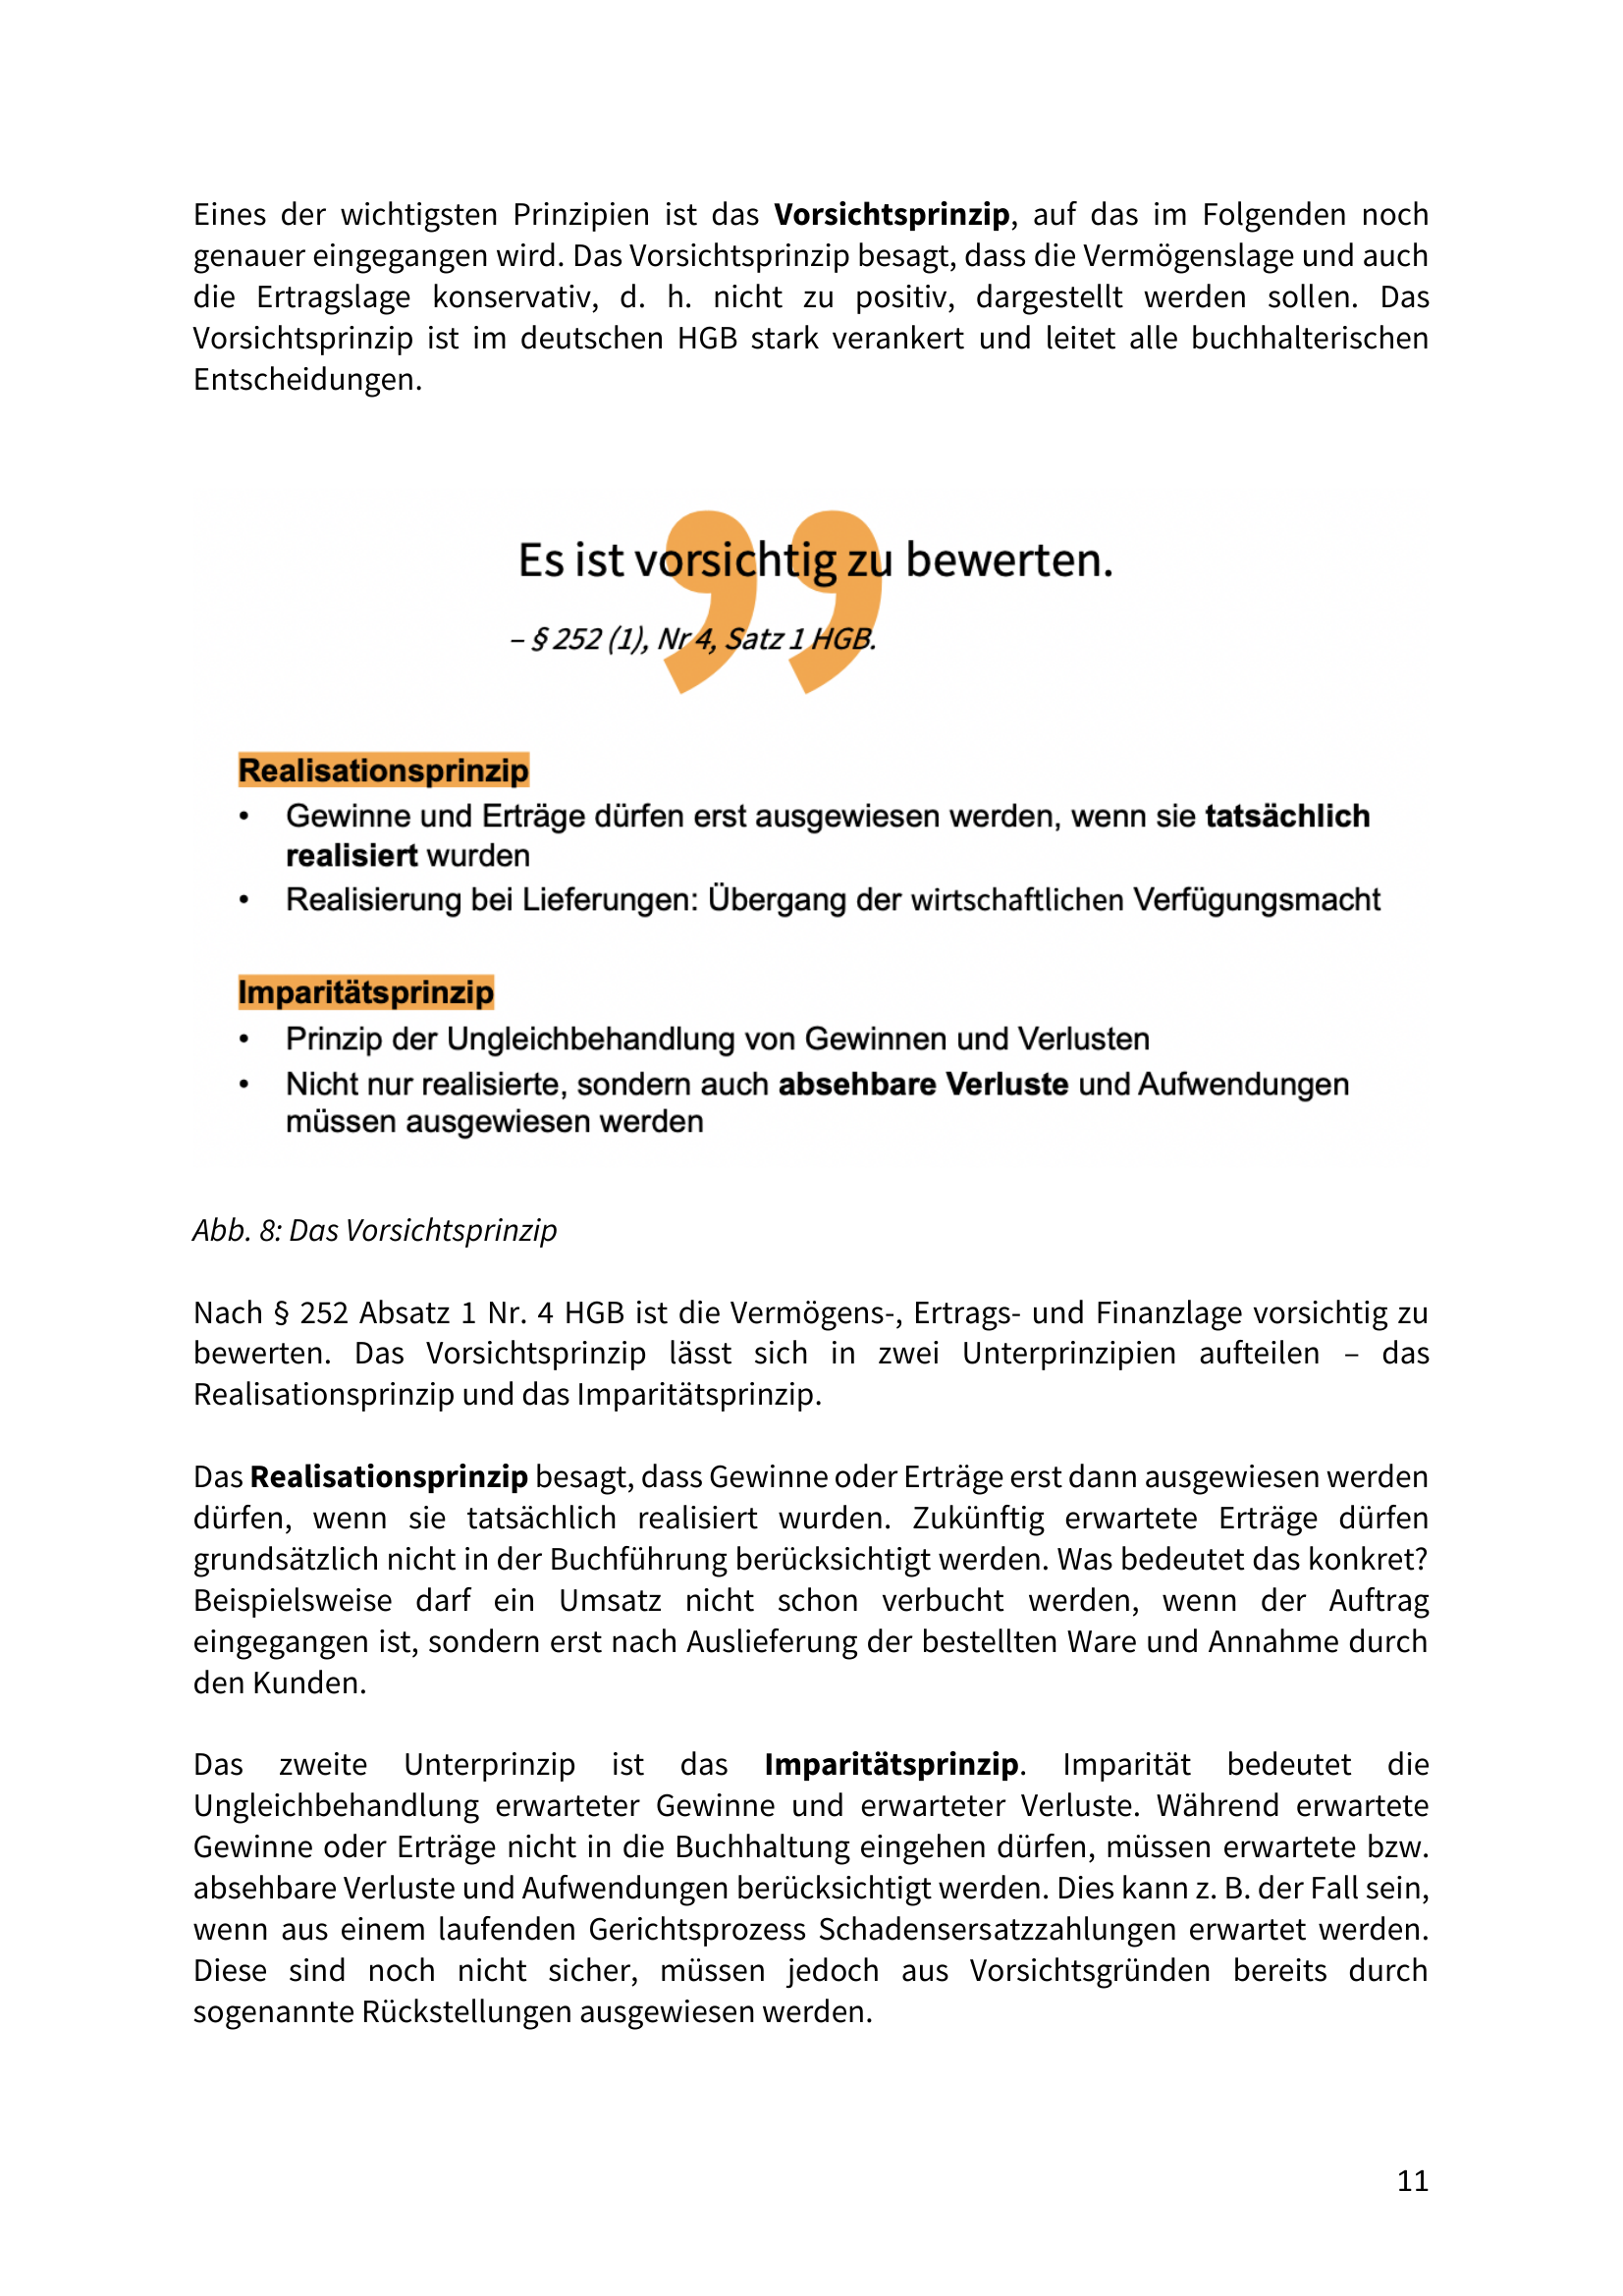 Eines der wichtigsten Prinzipien ist das Vorsichtsprinzip, auf das im Folgenden noch
genauer eingegangen wird. Das Vorsichtsprinzip besagt, dass die Vermögenslage und auch
die Ertragslage konservativ, d. h. nicht zu positiv, dargestellt werden sollen. Das
Vorsichtsprinzip ist im deutschen HGB stark verankert und leitet alle buchhalterischen
Entscheidungen.
Es ist vorsichtig zu bewerten.
– § 252 (1), Nr 4, Satz 1 HGB.
Realisationsprinzip
• Gewinne und Erträge dürfen erst ausgewiesen werden, wenn sie tatsächlich
realisiert wurden
• Realisierung bei Lieferungen: Übergang der wirtschaftlichen Verfügungsmacht
Imparitätsprinzip
• Prinzip der Ungleichbehandlung von Gewinnen und Verlusten
• Nicht nur realisierte, sondern auch absehbare Verluste und Aufwendungen
müssen ausgewiesen werden
Abb. 8: Das Vorsichtsprinzip
Nach § 252 Absatz 1 Nr. 4 HGB ist die Vermögens-, Ertrags- und Finanzlage vorsichtig zu
bewerten. Das Vorsichtsprinzip lässt sich in zwei Unterprinzipien aufteilen – das
Realisationsprinzip und das Imparitätsprinzip.
Das Realisationsprinzip besagt, dass Gewinne oder Erträge erst dann ausgewiesen werden
dürfen, wenn sie tatsächlich realisiert wurden. Zukünftig erwartete Erträge dürfen
grundsätzlich nicht in der Buchführung berücksichtigt werden. Was bedeutet das konkret?
Beispielsweise darf ein Umsatz nicht schon verbucht werden, wenn der Auftrag
eingegangen ist, sondern erst nach Auslieferung der bestellten Ware und Annahme durch
den Kunden.
Das zweite Unterprinzip ist das Imparitätsprinzip. Imparität bedeutet die
Ungleichbehandlung erwarteter Gewinne und erwarteter Verluste. Während erwartete
Gewinne oder Erträge nicht in die Buchhaltung eingehen dürfen, müssen erwartete bzw.
absehbare Verluste und Aufwendungen berücksichtigt werden. Dies kann z. B. der Fall sein,
wenn aus einem laufenden Gerichtsprozess Schadensersatzzahlungen erwartet werden.
Diese sind noch nicht sicher, müssen jedoch aus Vorsichtsgründen bereits durch
sogenannte Rückstellungen ausgewiesen werden.
11